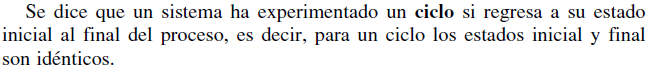 Se dice que un sistema ha experimentado un ciclo si regresa a su estado
inicial al final del proceso, es decir, para un ciclo los estados inicial y final
son idénticos.